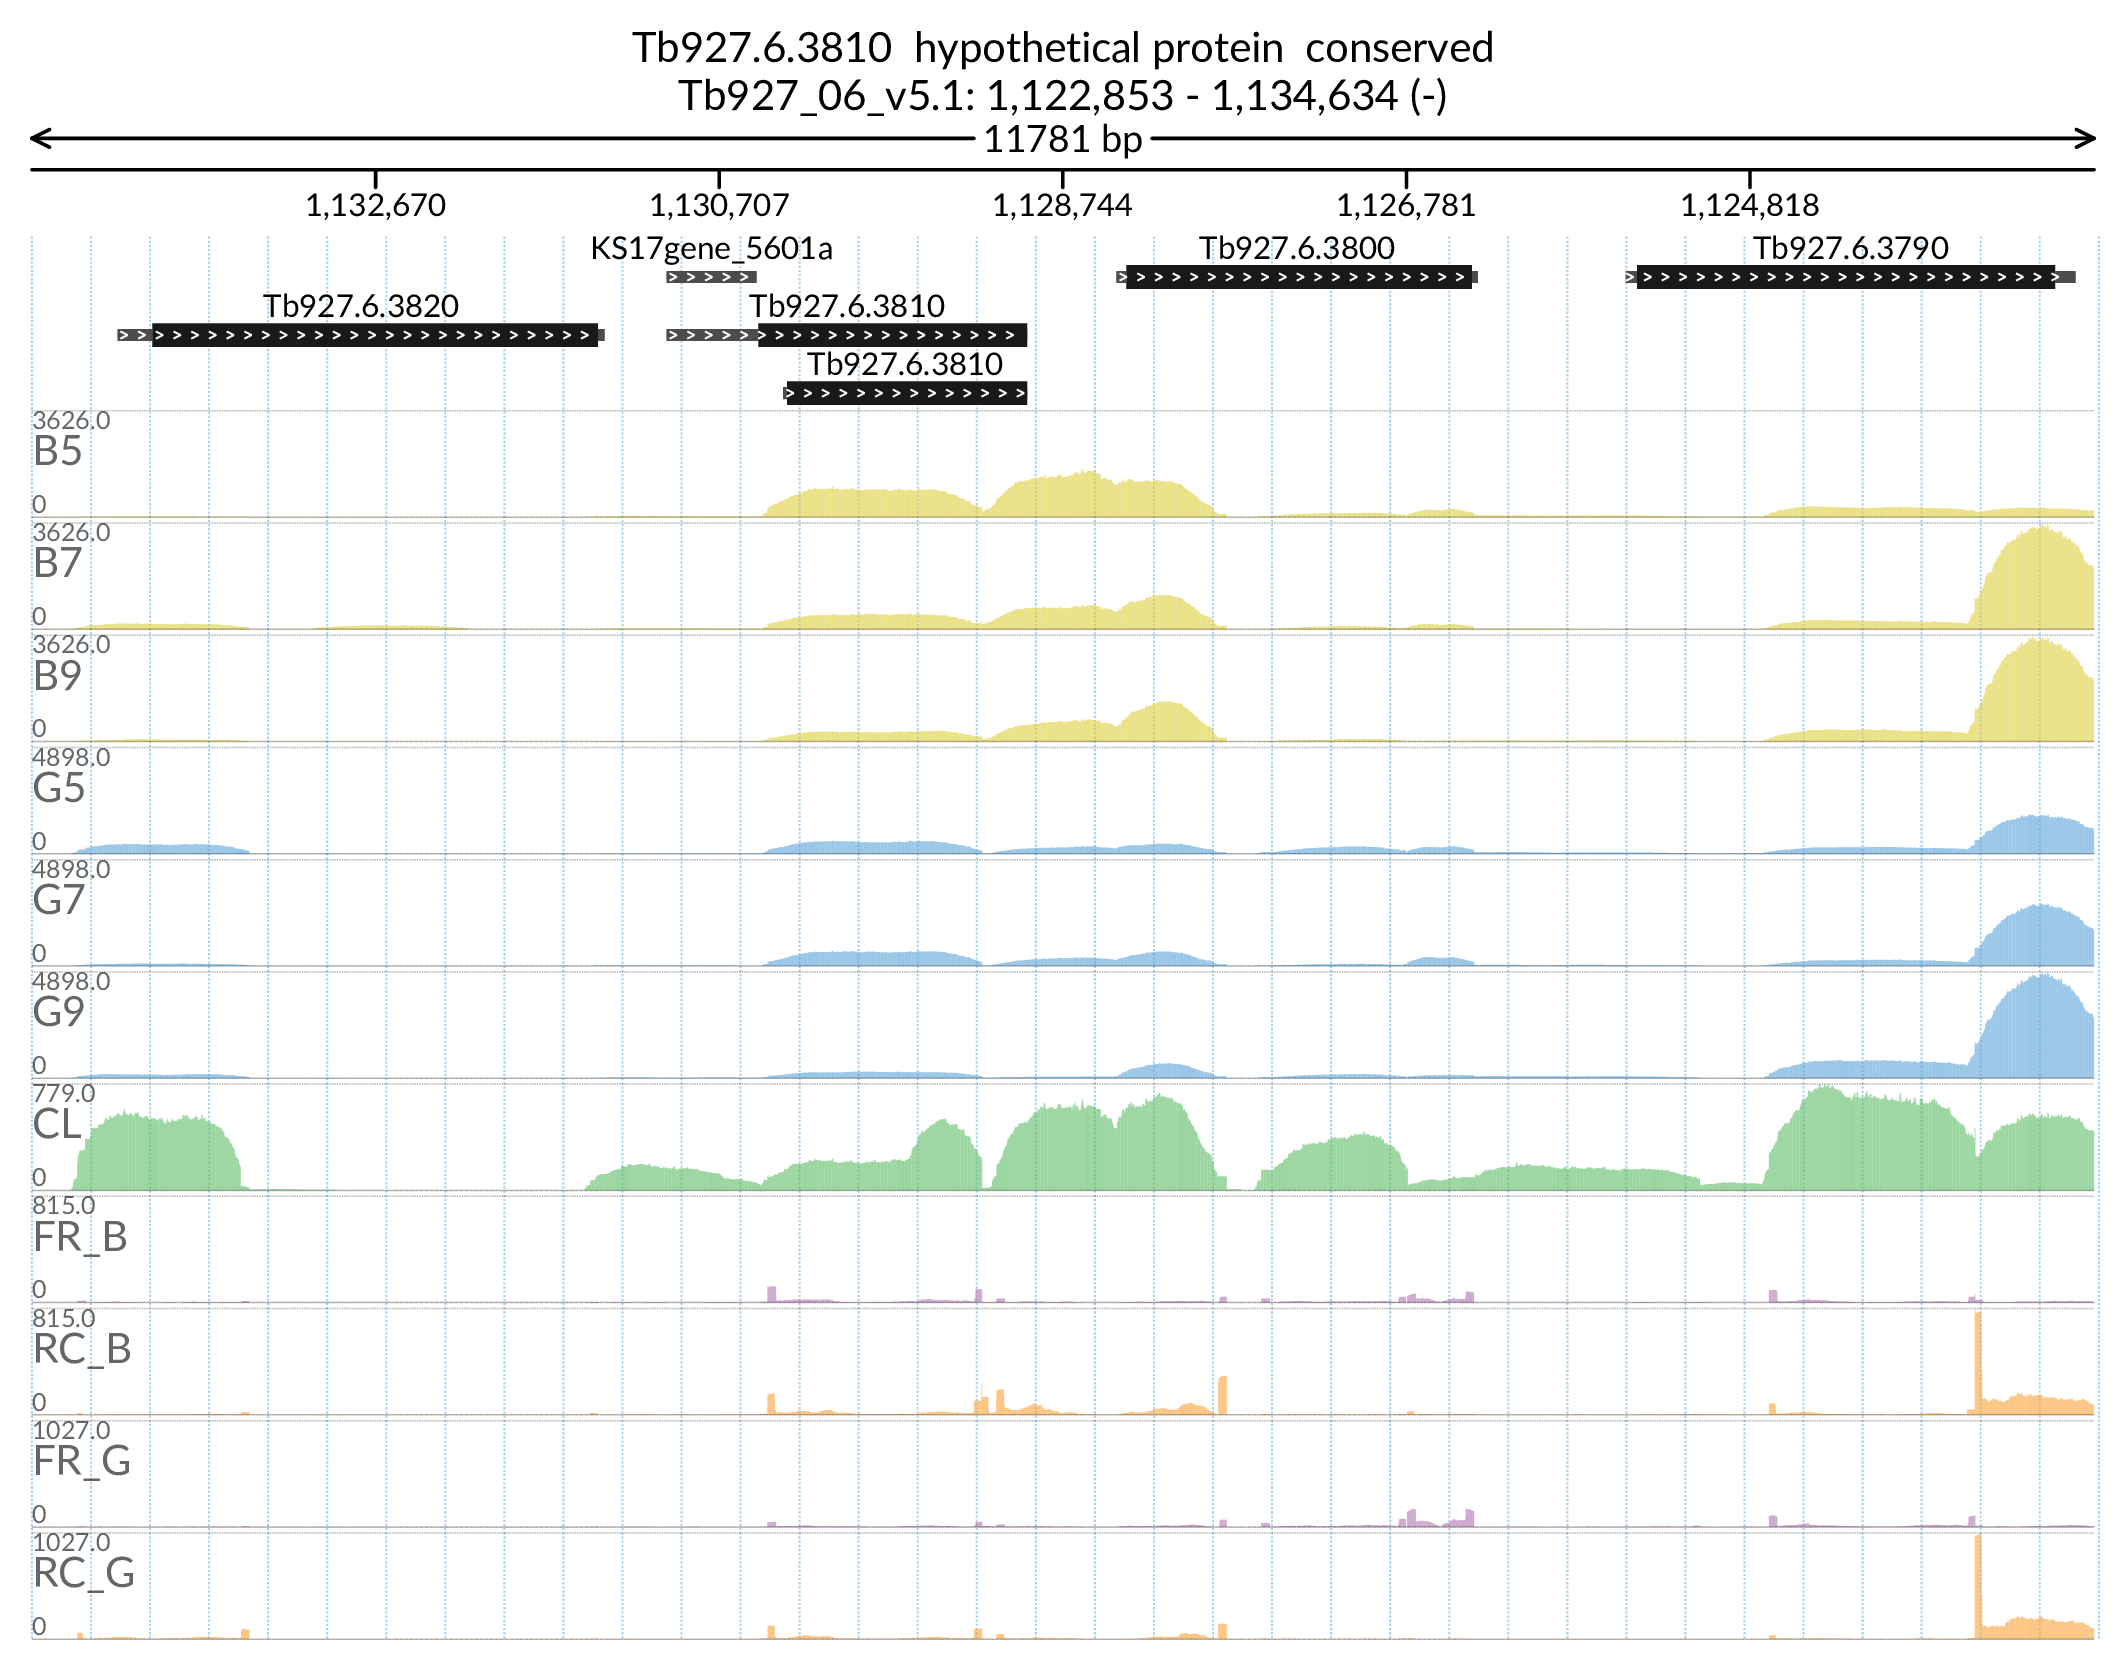 Tb927.6.3810  hypothetical protein  conserved
Tb927_06_v5.1: 1,122,853 - 1,134,634 (-)
11781 bp
1,132,670 1,130,707 1,128,744 1,126,781 1,124,818
KS17gene_5601a Tb927.6.3800 Tb927.6.3790
Tb927.6.3820 Tb927.6.3810
Tb927.6.3810
3626.0
B5
0
3626.0
B7
0
3626.0
B9
0
4898.0
G5
0
4898.0
G7
0
4898.0
G9
0
779.0
CL
0
815.0
FR_B
0
815.0
RC_B
0
1027.0
FR_G
0
1027.0
RC_G
0